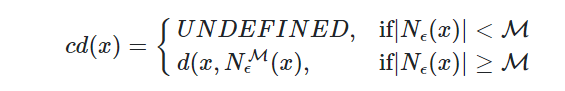 cd(x) = { UNDEFINED, if|N_ϵ(x)| < ℳ
d(x, N_ϵ^ℳ(x), if|N_ϵ(x)| ≥ ℳ